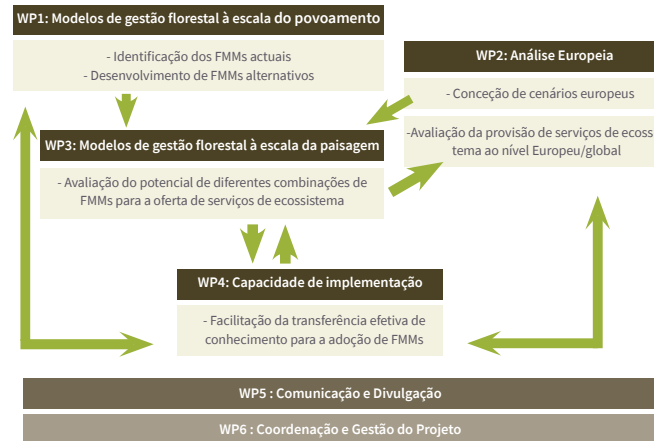 WP1: Modelos de gestão florestal à escala do povoamento
- Identificação dos FMMs actuais
- Desenvolvimento de FMMs alternativos
WP2: Análise Europeia
- Conceção de cenários europeus
-Avaliação da provisão de serviços de ecoss
tema ao nível Europeu/global
WP3: Modelos de gestão florestal à escala da paisagem
- Avaliação do potencial de diferentes combinações de
FMMs para a oferta de serviços de ecossistema
WP4: Capacidade de implementação
- Facilitação da transferência efetiva de
conhecimento para a adoção de FMMs
WP5 : Comunicação e Divulgação
WP6 : Coordenação e Gestão do Projeto